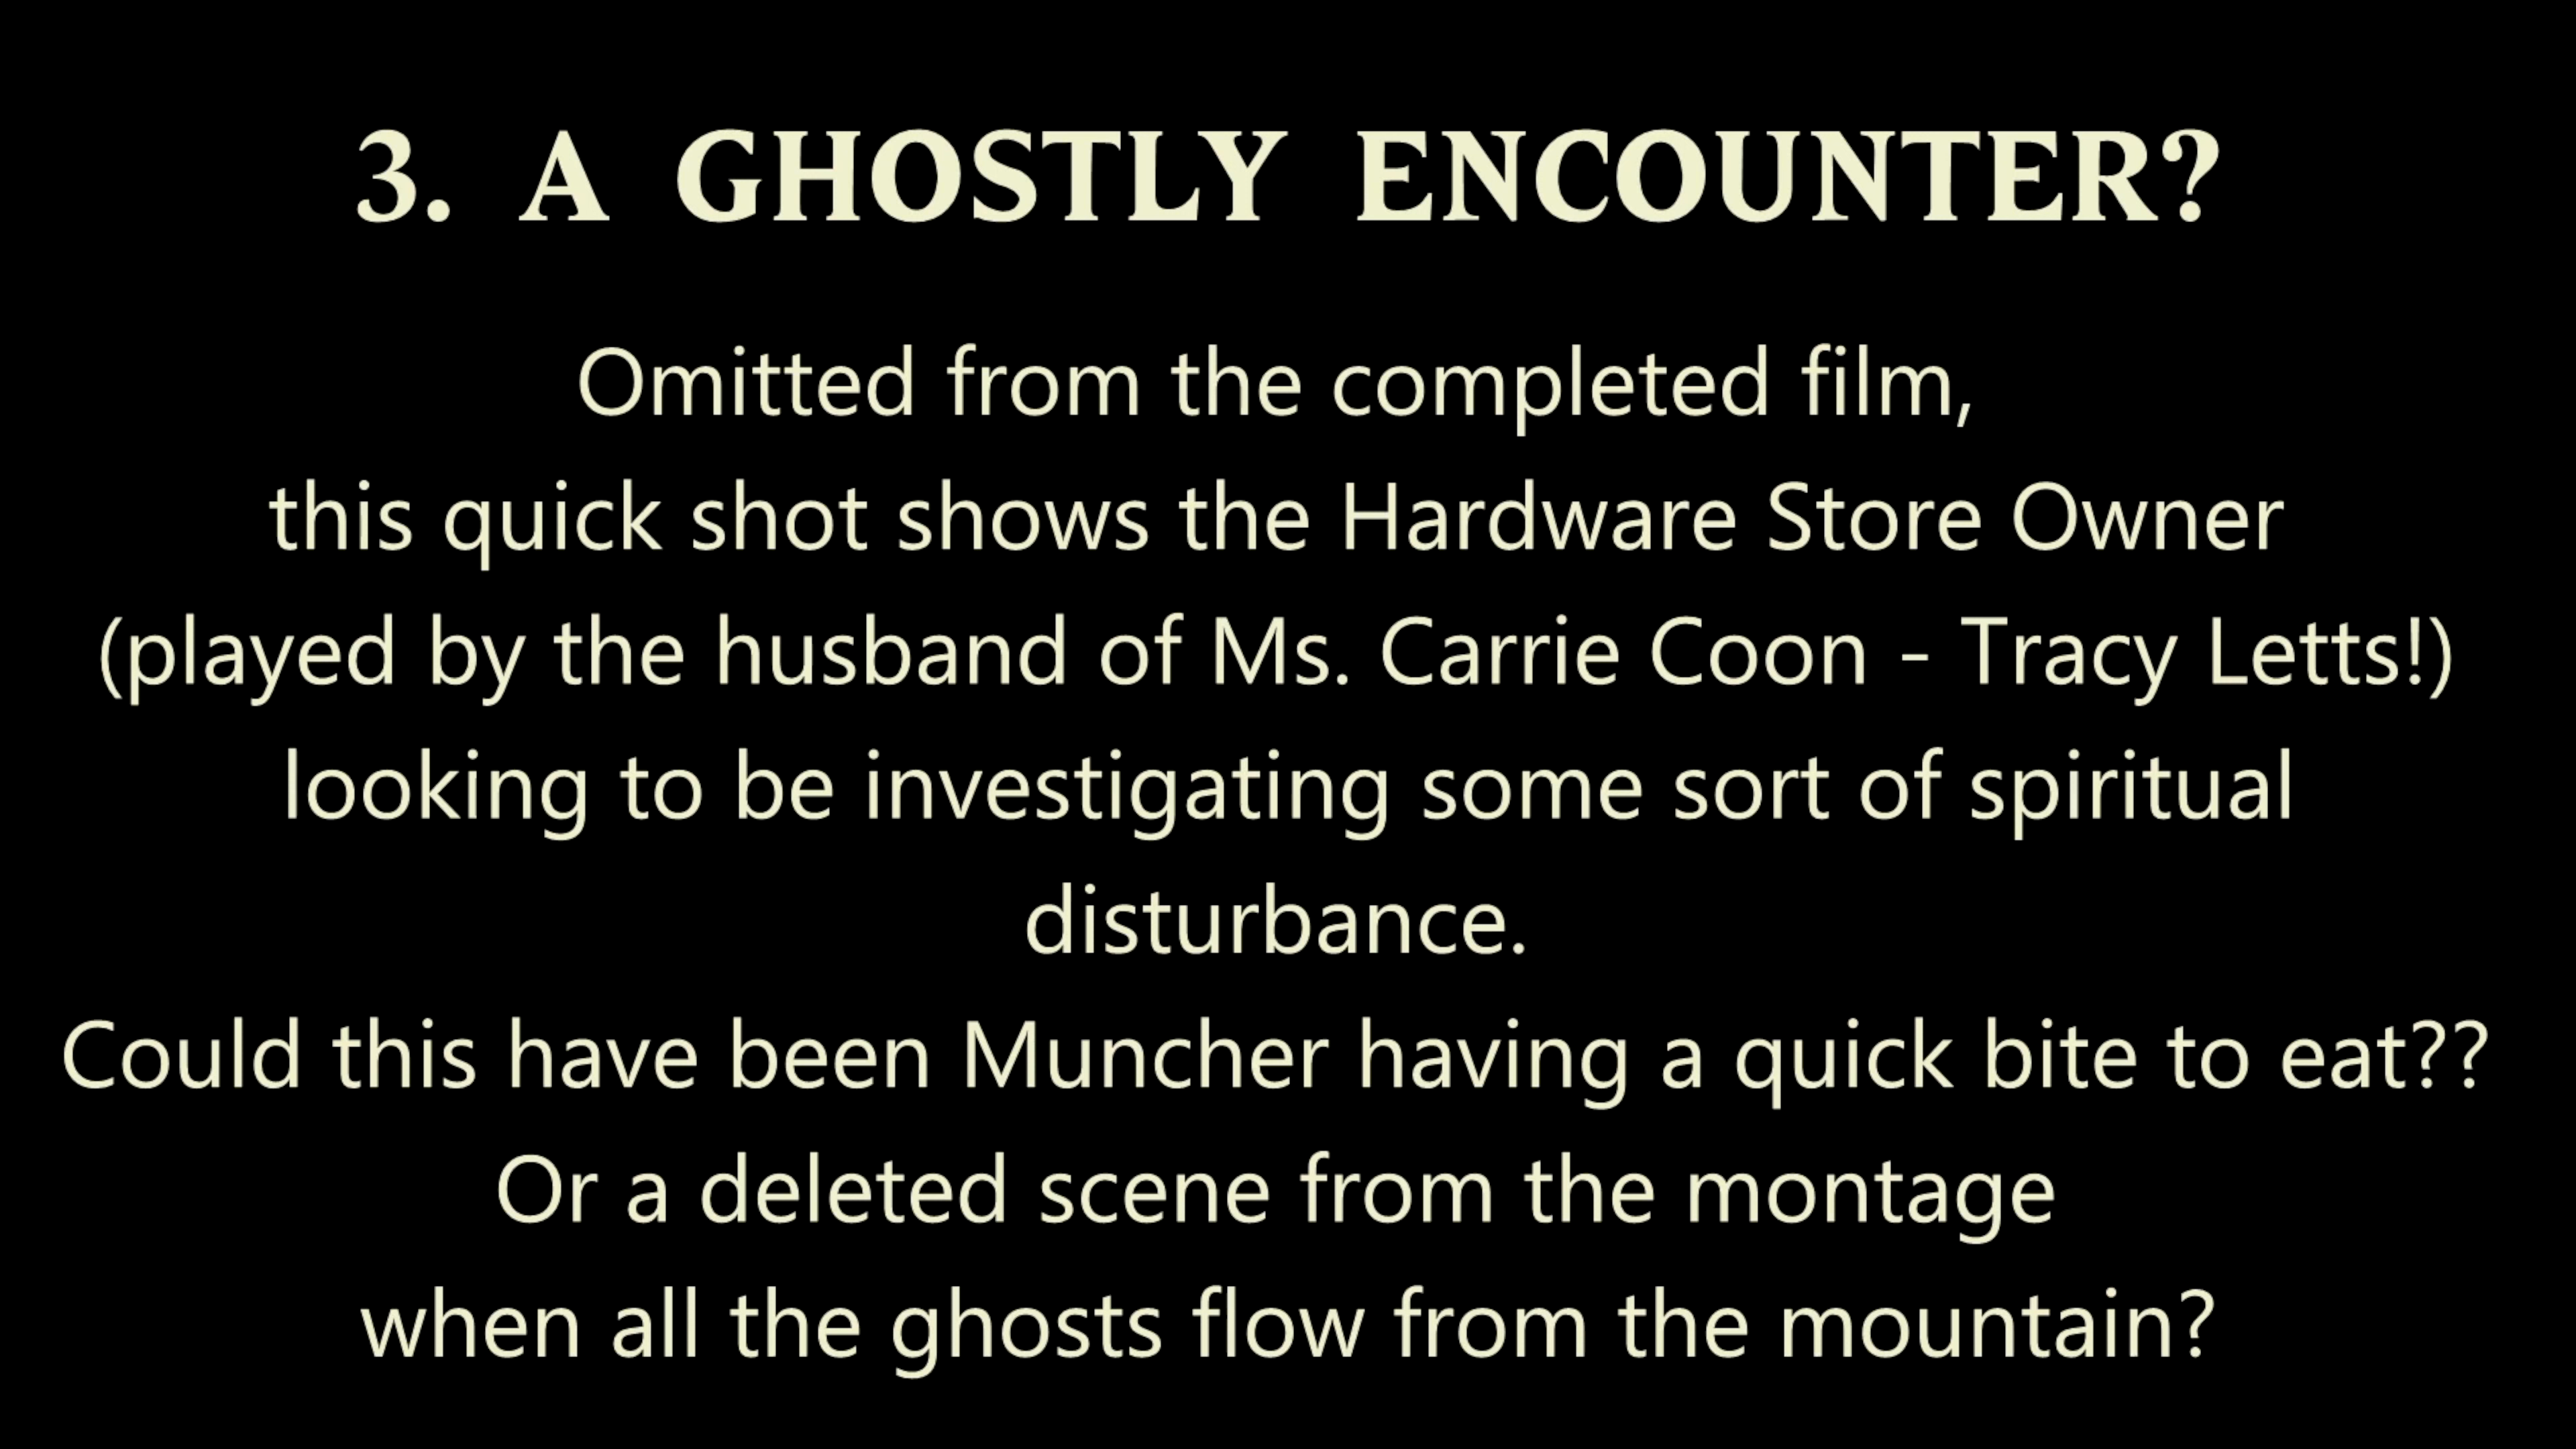 3. A GHOSTLY ENCOUNTER?
Omitted from the completed film,
this quick shot shows the Hardware Store Owner
(played by the husband of Ms. Carrie Coon - Tracy Letts!)
looking to be investigating some sort of spiritual
disturbance.
Could this have been Muncher having a quick bite to eat??
Or a deleted scene from the montage
when all the ghosts flow from the mountain?